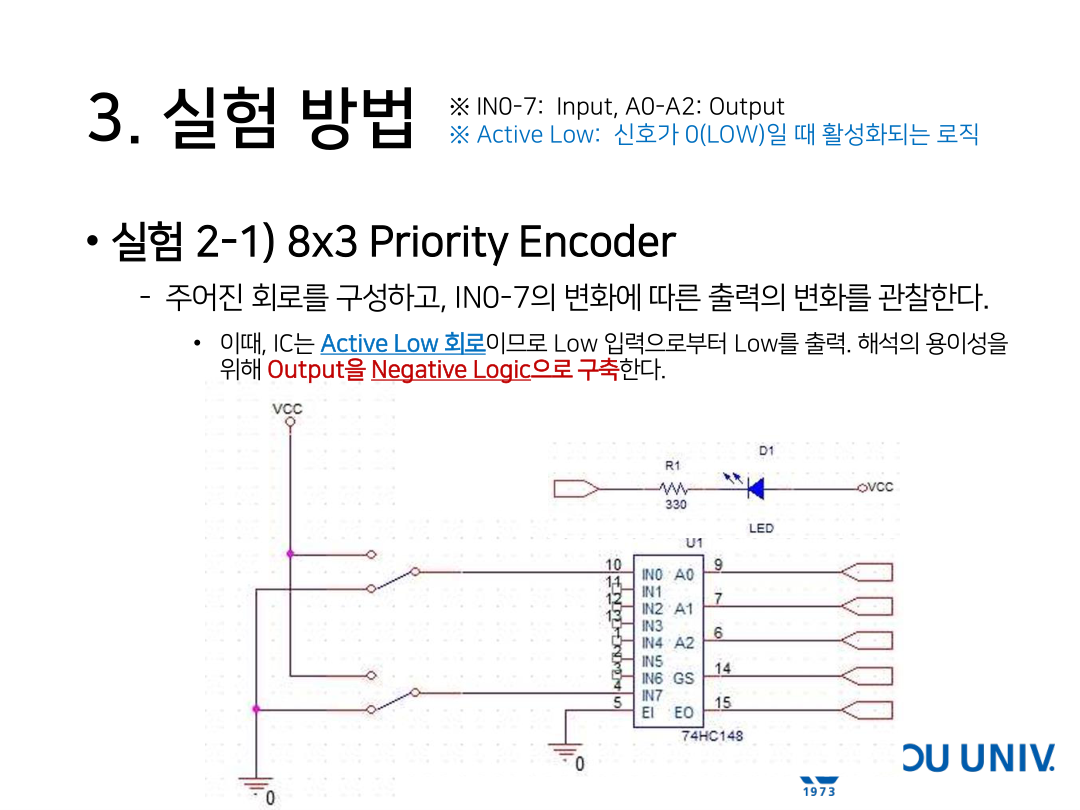 3. 실험 방법
※ IN0-7: Input, A0-A2: Output
※ Active Low: 신호가 0(LOW)일 때 활성화되는 로직
• 실험 2-1) 8x3 Priority Encoder
- 주어진 회로를 구성하고, IN0-7의 변화에 따른 출력의 변화를 관찰한다.
• 이때, IC는 Active Low 회로이므로 Low 입력으로부터 Low를 출력. 해석의 용이성을
위해 Output을 Negative Logic으로 구축한다.
VCC
D1
R1
VCC
330
LED
U1
10 IN0 A0 9
11 IN1
12 IN2 A1 7
13 IN3
1 IN4 A2 6
2 IN5
3 IN6 GS 14
4 IN7
5 EI EO 15
74HC148
0
0
OU UNIV.
1973